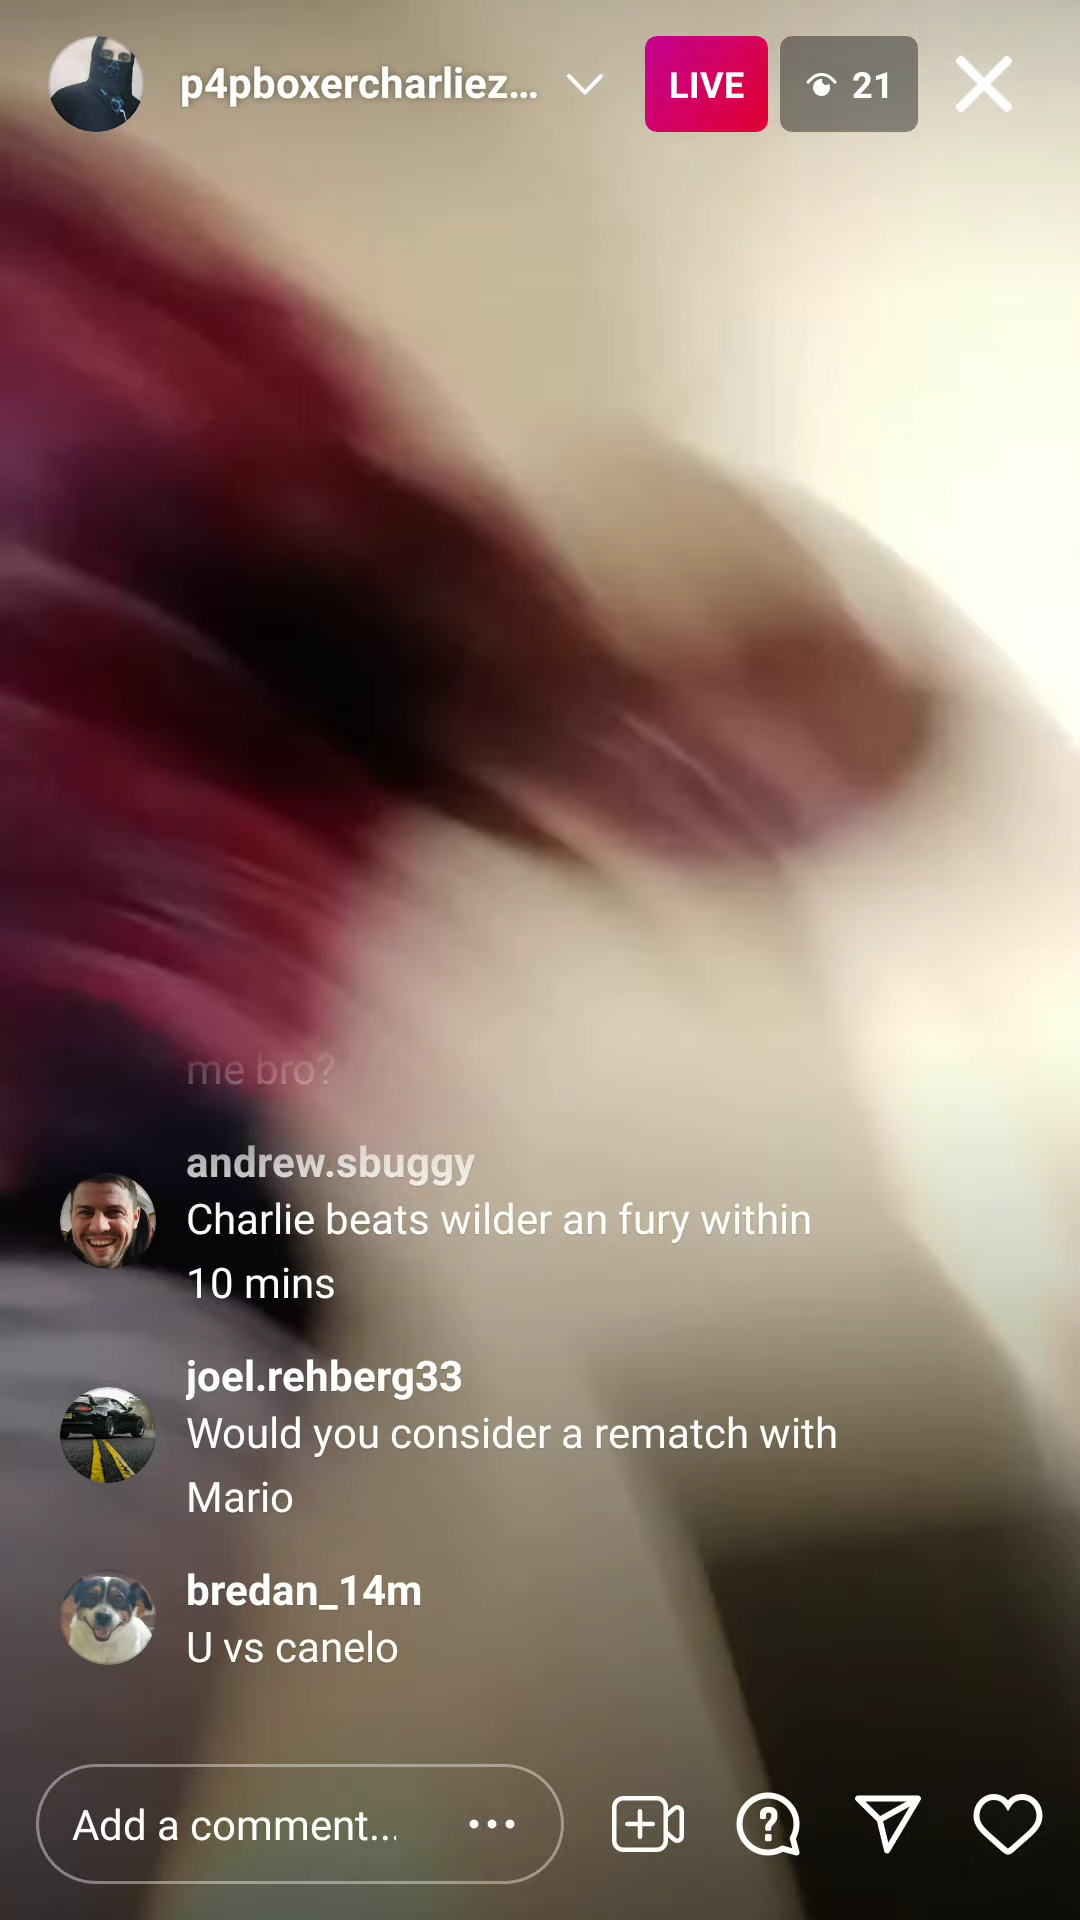 p4pboxercharliez...
LIVE
21
me bro?
andrew.sbuggy
Charlie beats wilder an fury within
10 mins
joel.rehberg33
Would you consider a rematch with
Mario
bredan_14m
U vs canelo
Add a comment...